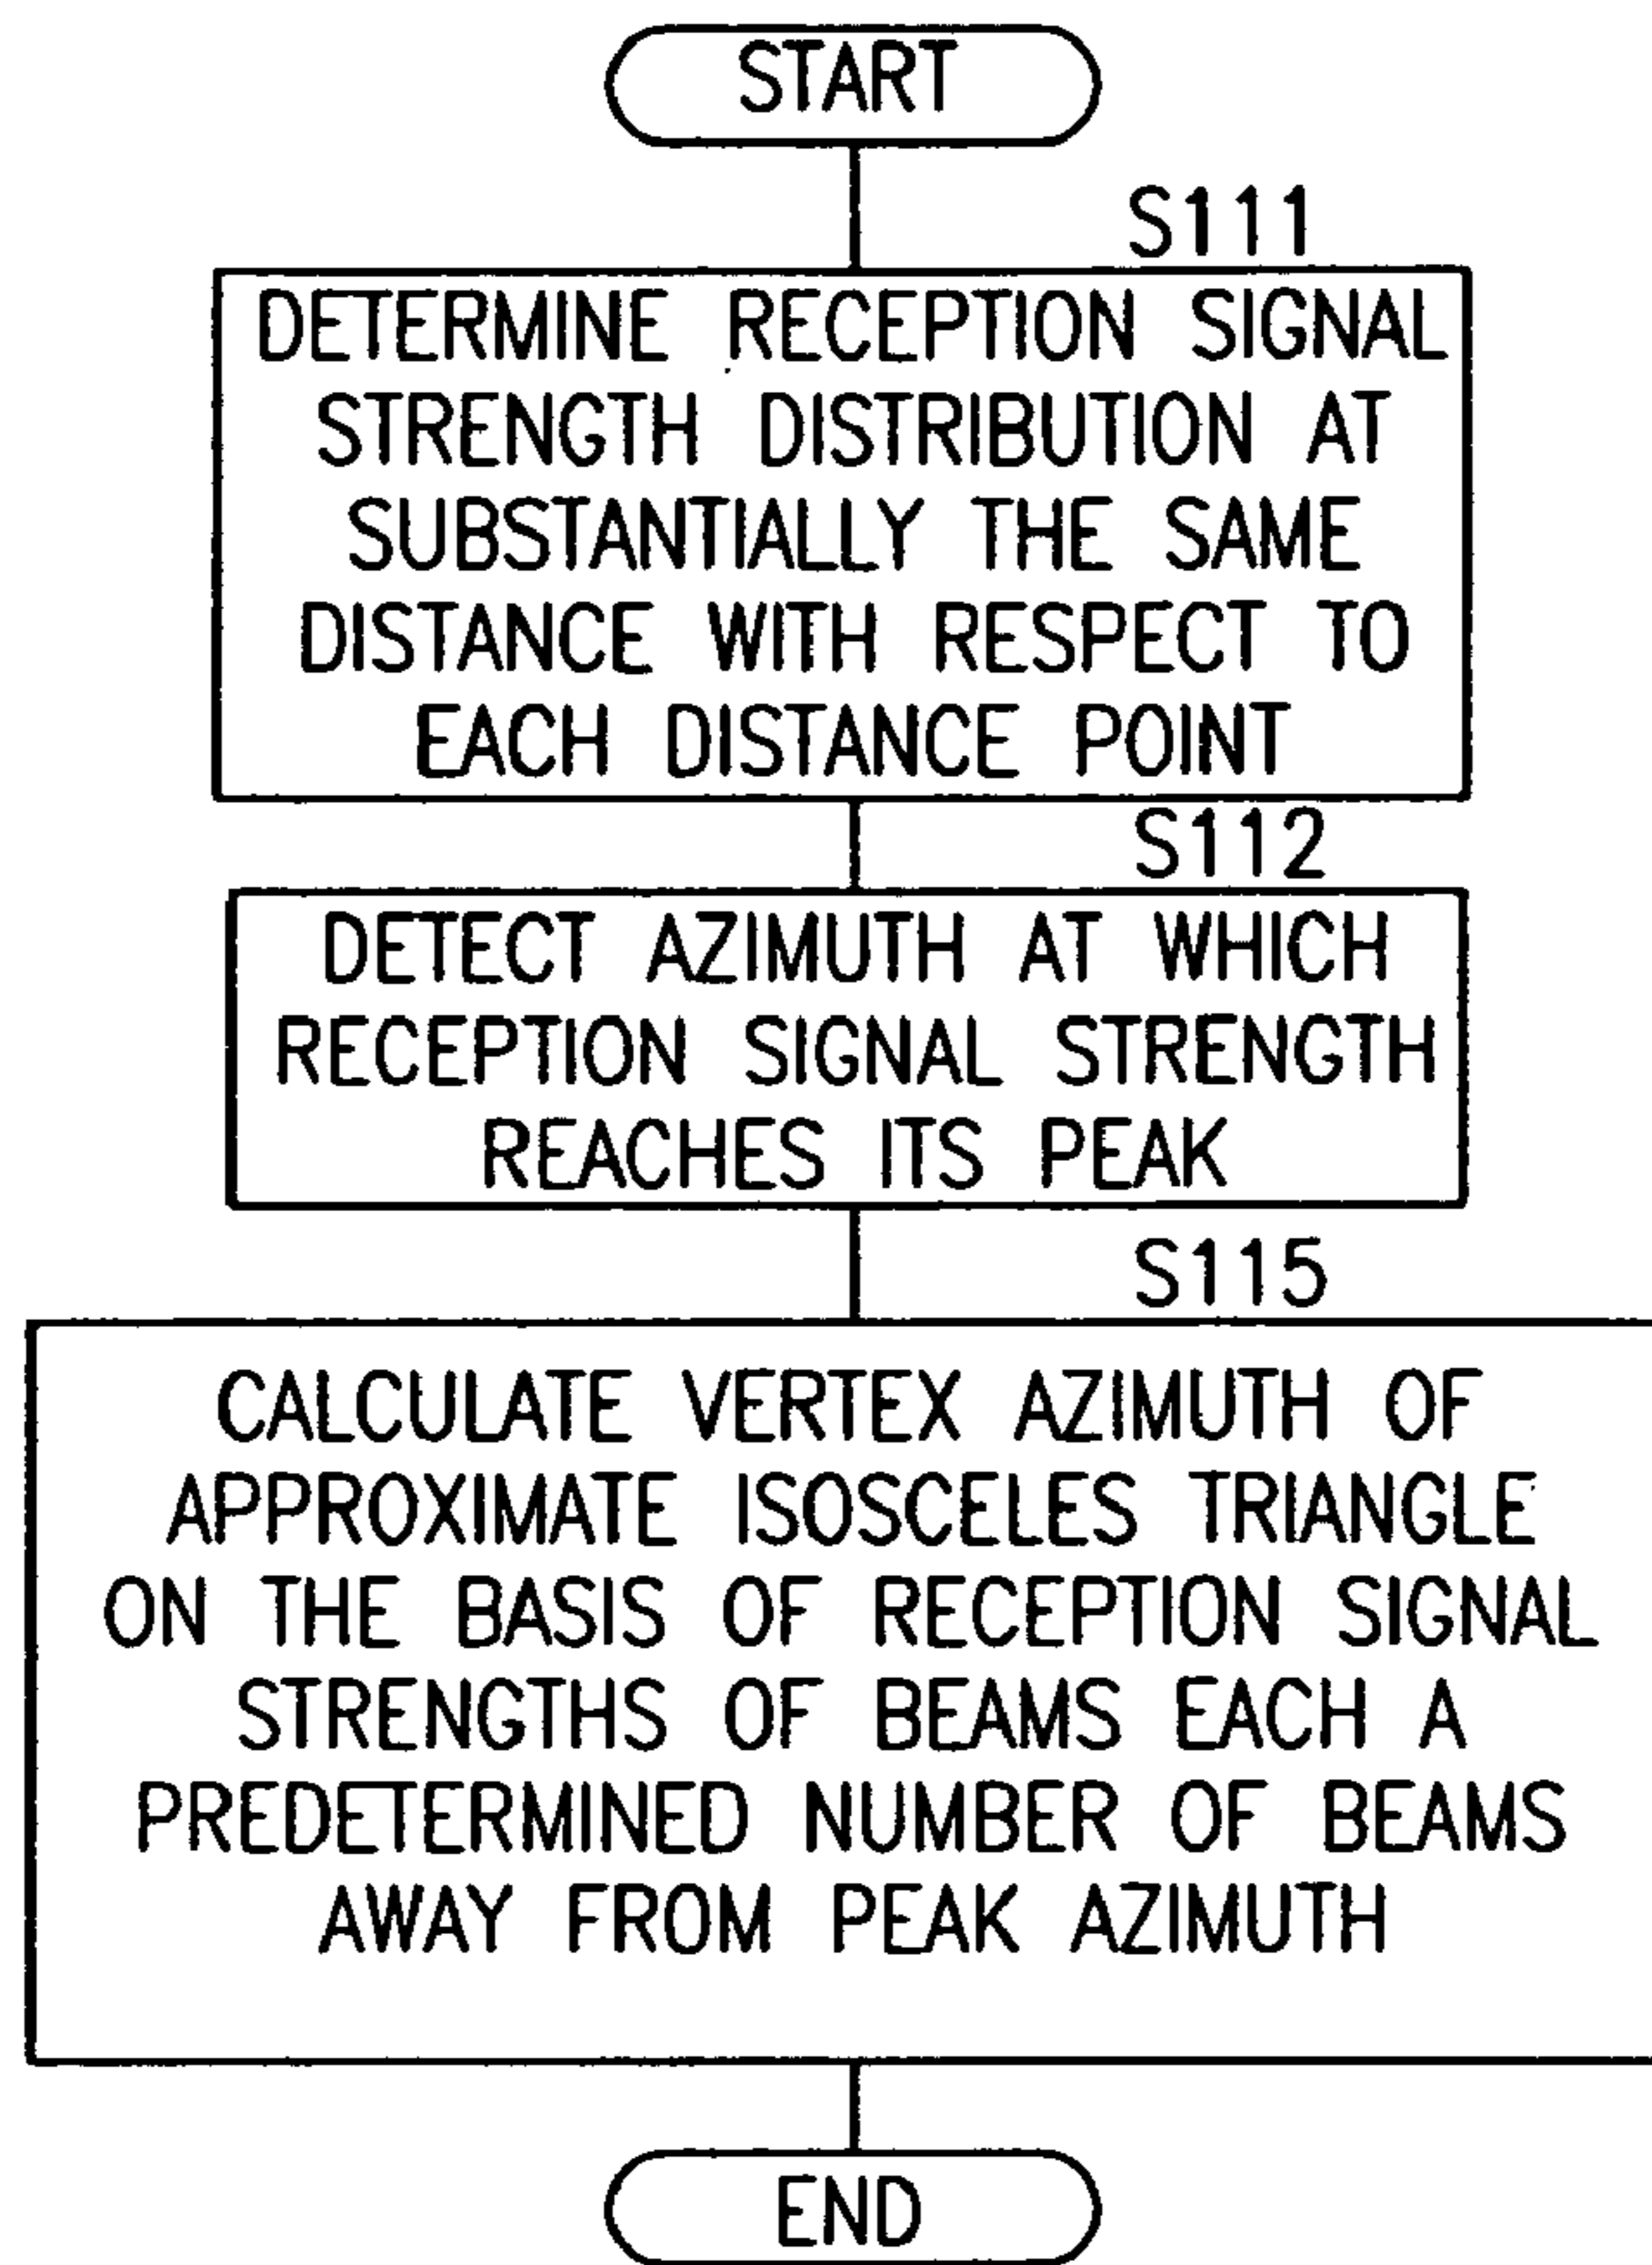 START
S111
DETERMINE RECEPTION SIGNAL
STRENGTH DISTRIBUTION AT
SUBSTANTIALLY THE SAME
DISTANCE WITH RESPECT TO
EACH DISTANCE POINT
S112
DETECT AZIMUTH AT WHICH
RECEPTION SIGNAL STRENGTH
REACHES ITS PEAK
S115
CALCULATE VERTEX AZIMUTH OF
APPROXIMATE ISOSCELES TRIANGLE
ON THE BASIS OF RECEPTION SIGNAL
STRENGTHS OF BEAMS EACH A
PREDETERMINED NUMBER OF BEAMS
AWAY FROM PEAK AZIMUTH
END